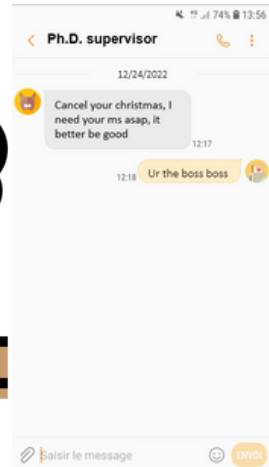 74% 13:56
Ph.D. supervisor
12/24/2022
Cancel your christmas, I
need your ms asap, it
better be good
12:17
12:18 Ur the boss boss
Saisir le message
ENVOI